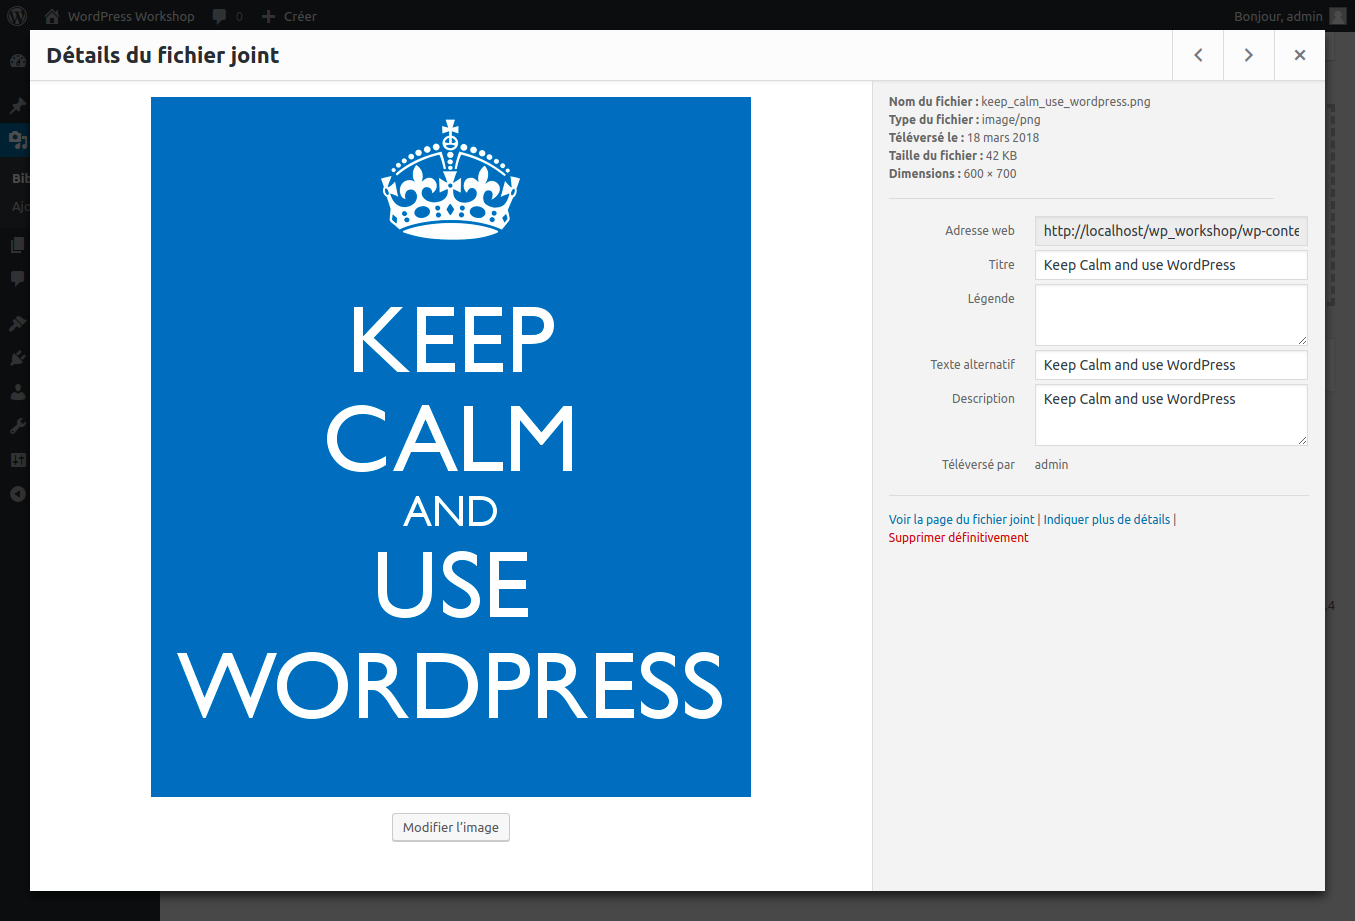 WordPress Workshop 0 Créer Bonjour, admin
Détails du fichier joint
KEEP
CALM
AND
USE
WORDPRESS
Modifier l'image
Nom du fichier : keep_calm_use_wordpress.png
Type du fichier : image/png
Téléversé le : 18 mars 2018
Taille du fichier : 42 KB
Dimensions : 600 × 700
Adresse web http://localhost/wp_workshop/wp-conte
Titre Keep Calm and use WordPress
Légende
Texte alternatif Keep Calm and use WordPress
Description Keep Calm and use WordPress
Téléversé par admin
Voir la page du fichier joint | Indiquer plus de détails |
Supprimer définitivement